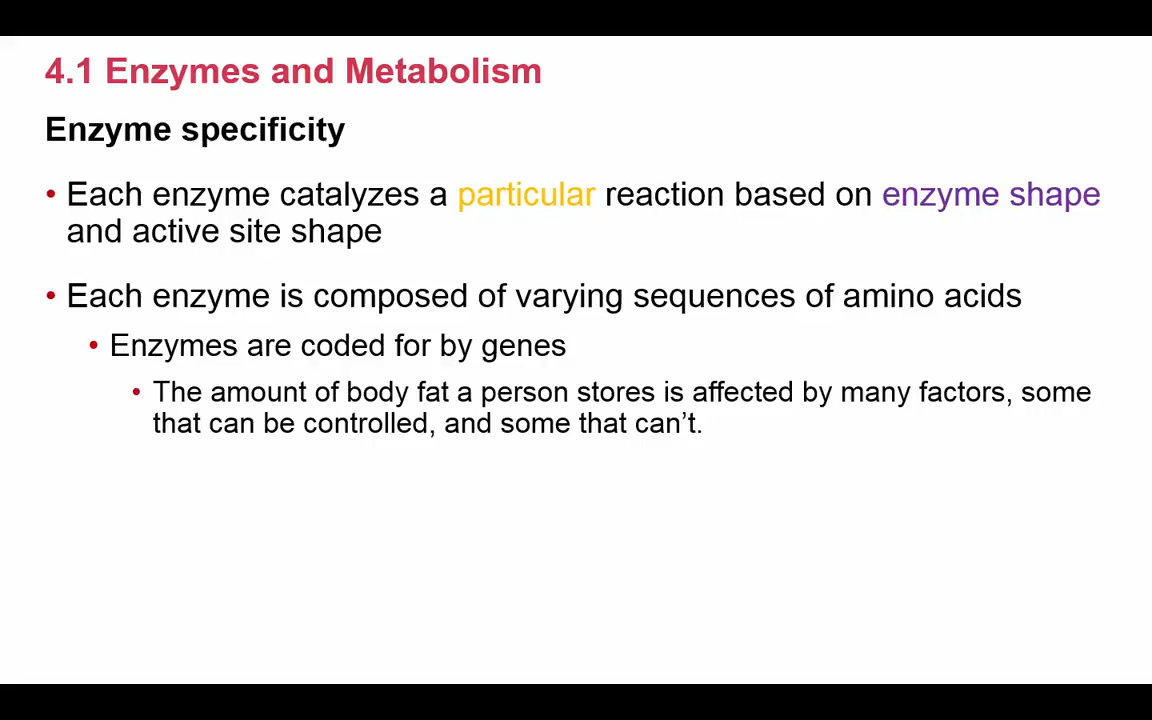 4.1 Enzymes and Metabolism
Enzyme specificity
• Each enzyme catalyzes a particular reaction based on enzyme shape
and active site shape
• Each enzyme is composed of varying sequences of amino acids
• Enzymes are coded for by genes
• The amount of body fat a person stores is affected by many factors, some
that can be controlled, and some that can’t.